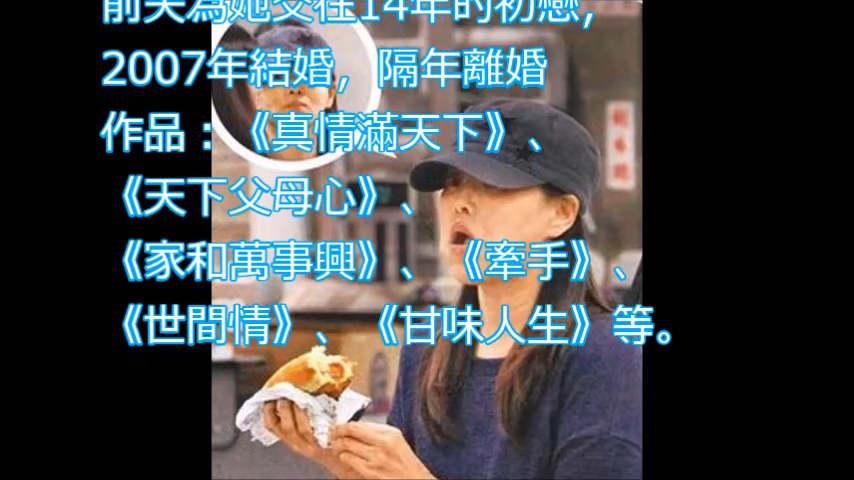 前夫為她交往14年的初戀，
2007年結婚，隔年離婚
作品：《真情滿天下》、
《天下父母心》、
《家和萬事興》、《牽手》、
《世間情》、《甘味人生》等。